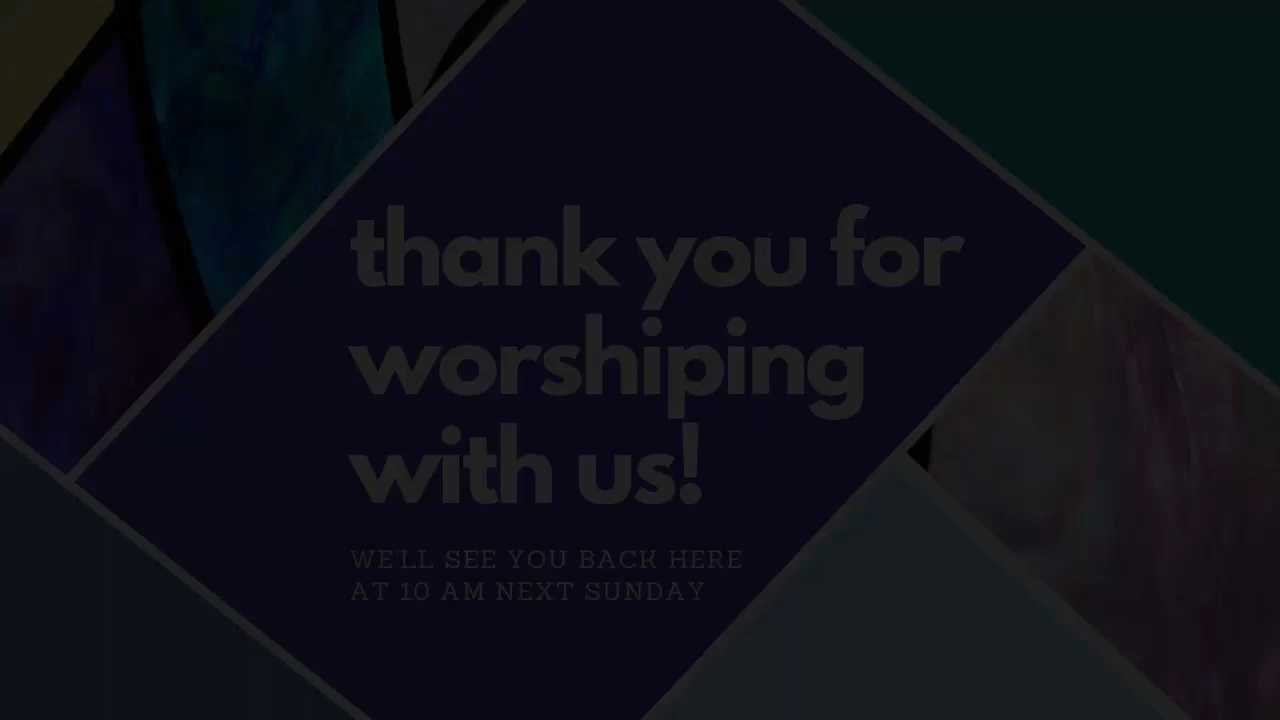 thank you for
worshiping
with us!
WE'LL SEE YOU BACK HERE
AT 10 AM NEXT SUNDAY